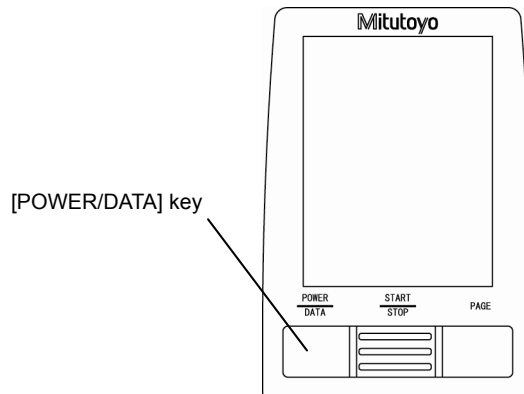 Mitutoyo
[POWER/DATA] key
POWER
DATA
START
STOP
PAGE